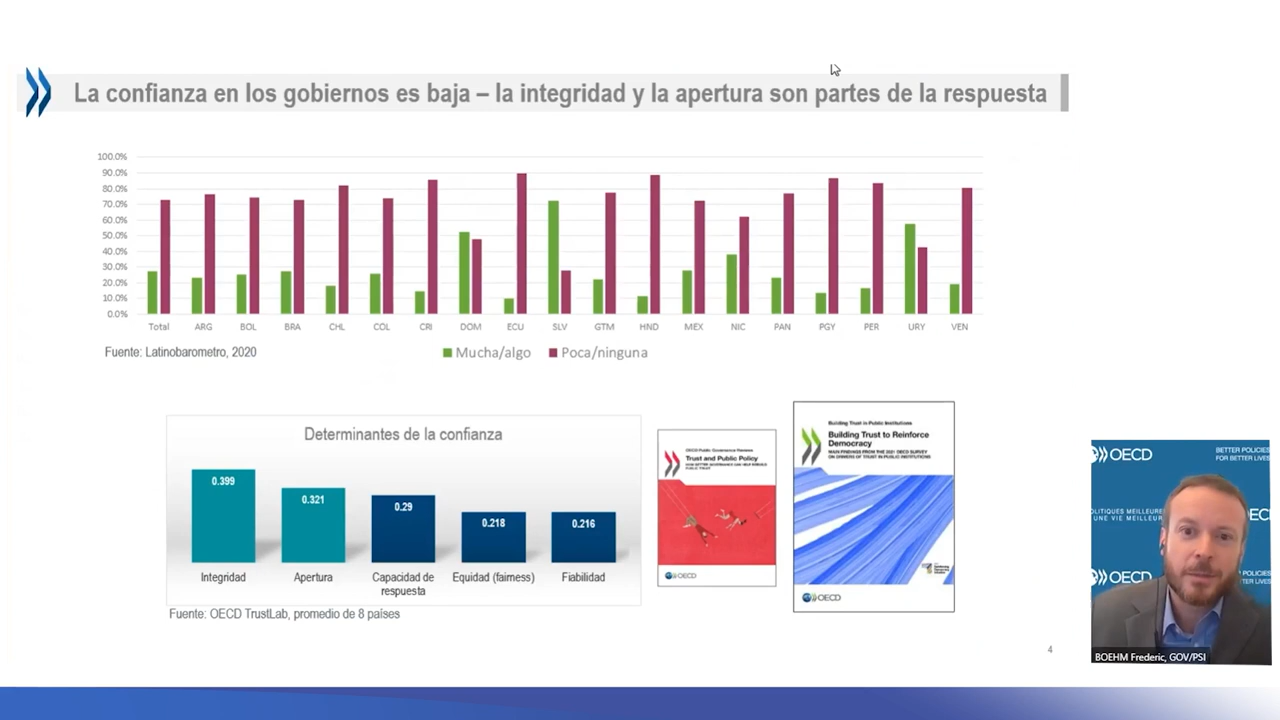 La confianza en los gobiernos es baja – la integridad y la apertura son partes de la respuesta
100.0%
90.0%
80.0%
70.0%
60.0%
50.0%
40.0%
30.0%
20.0%
10.0%
0.0%
Total ARG BOL BRA CHL COL CRI DOM ECU SLV GTM HND MEX NIC PAN PGY PER URY VEN
Fuente: Latinobarometro, 2020
Mucha/algo Poca/ninguna
Determinantes de la confianza
0.399 0.321 0.29 0.218 0.216
Integridad Apertura Capacidad de respuesta Equidad (fairness) Fiabilidad
Fuente: OECD TrustLab, promedio de 8 países
OECD Public Governance Reviews
Trust and Public Policy
HOW BETTER GOVERNANCE CAN HELP REBUILD
PUBLIC TRUST
OECD
Building Trust in Public Institutions
Building Trust to Reinforce
Democracy
MAIN FINDINGS FROM THE 2021 OECD SURVEY
ON DRIVERS OF TRUST IN PUBLIC INSTITUTIONS
OECD
4
OECD
BETTER POLICIES
FOR BETTER LIVES
OLITIQUES MEILLEURE
UNE VIE MEILLEUR
EC
OECD
POLICIES
TER LIVES
BOEHM Frederic, GOV/PSI